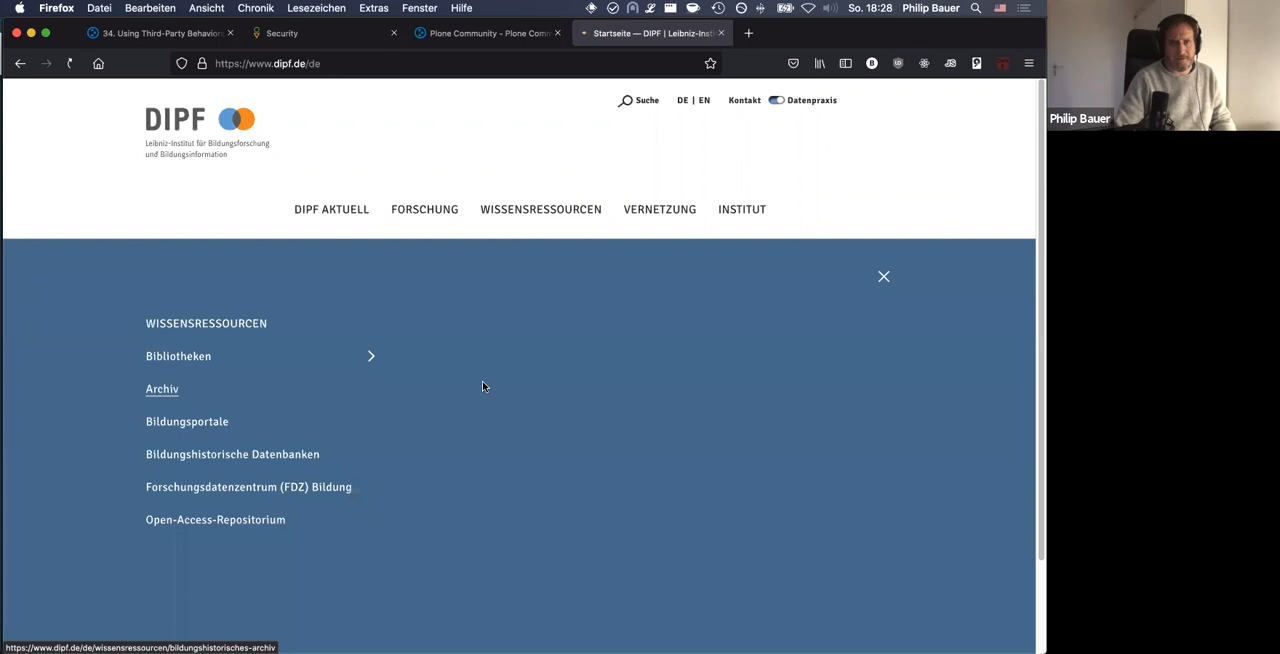 Firefox Datei Bearbeiten Ansicht Chronik Lesezeichen Extras Fenster Hilfe So. 18:28 Philip Bauer
34. Using Third-Party Behaviors Security Plone Community - Plone Comm Startseite — DIPF | Leibniz-Insti
https://www.dipf.de/de
Philip Bauer
Suche DE | EN Kontakt Datenpraxis
DIPF
Leibniz-Institut für Bildungsforschung
und Bildungsinformation
DIPF AKTUELL FORSCHUNG WISSENSRESSOURCEN VERNETZUNG INSTITUT
WISSENSRESSOURCEN
Bibliotheken
Archiv
Bildungsportale
Bildungshistorische Datenbanken
Forschungsdatenzentrum (FDZ) Bildung
Open-Access-Repositorium
https://www.dipf.de/de/wissensressourcen/bildungshistorisches-archiv